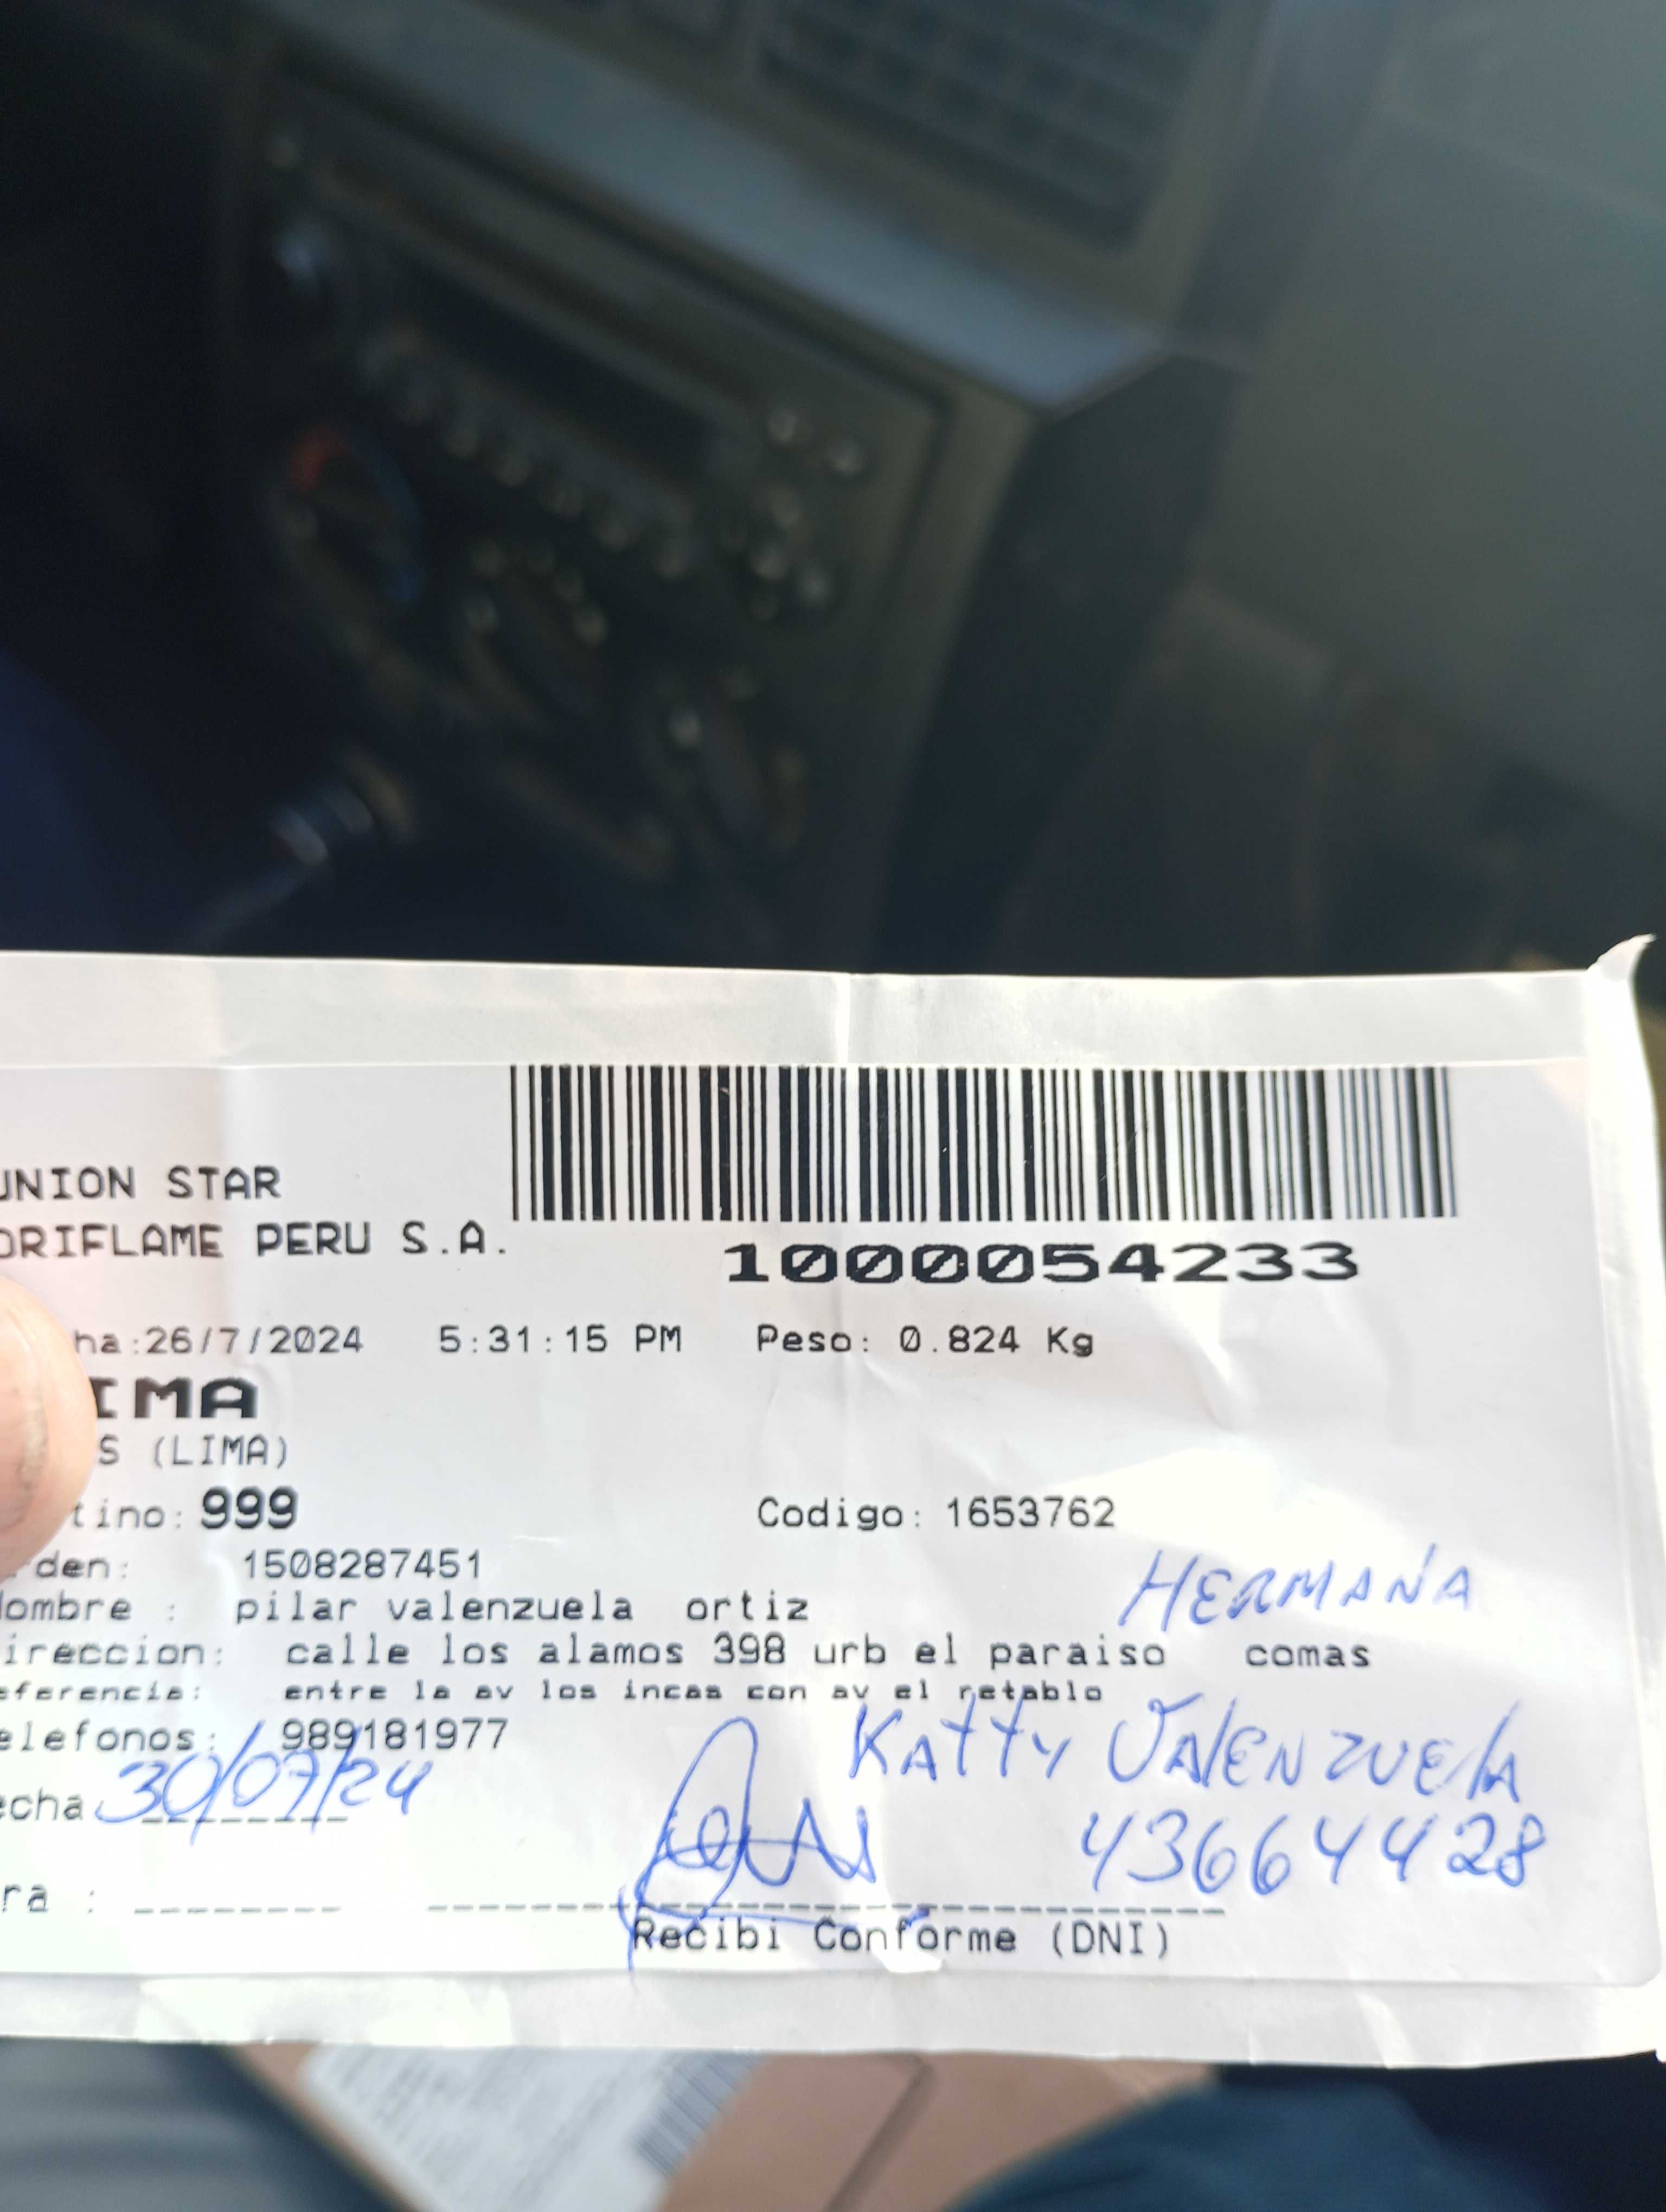 UNION STAR
ORIFLAME PERU S.A.
1000054233
ha:26/7/2024 5:31:15 PM Peso: 0.824 Kg
IMA
S (LIMA)
tino: 999 Codigo: 1653762
den: 1508287451
HERMANA
ombre : pilar valenzuela ortiz
ireccion: calle los alamos 398 urb el paraiso comas
eferencia: entre la av los incas con av el retablo
elefonos: 989181977
Katty Valenzuela
echa 30/07/24
43664428
ra :
Recibi Conforme (DNI)